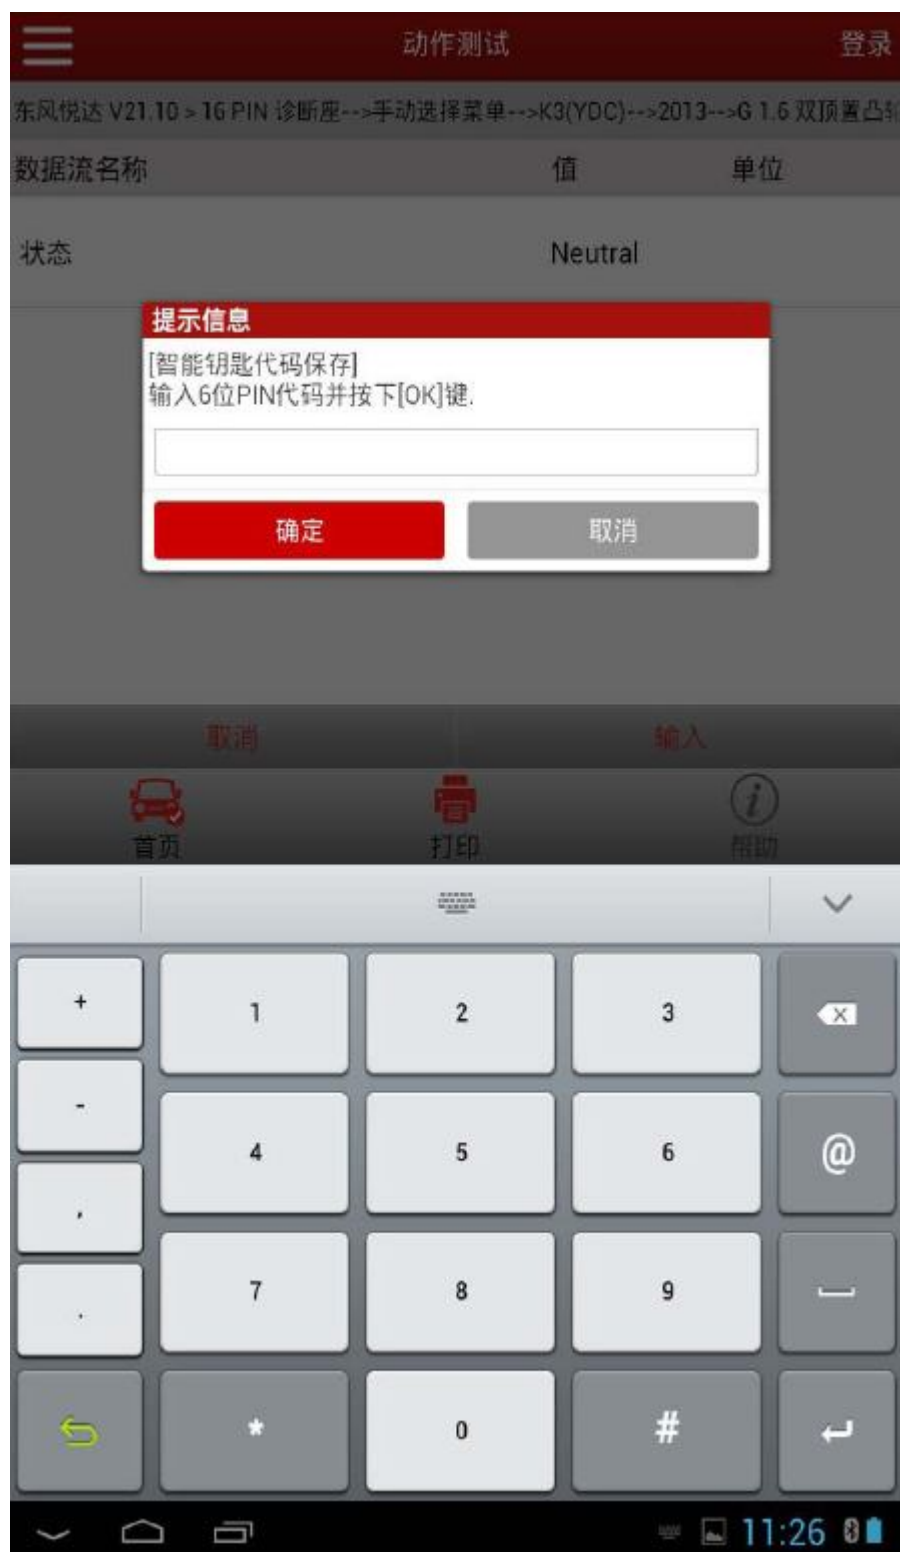 动作测试 登录
东风悦达 V21.10 > 16 PIN 诊断座-->手动选择菜单-->K3(YDC)-->2013-->G 1.6 双顶置凸
数据流名称 值 单位
状态 Neutral
提示信息
[智能钥匙代码保存]
输入6位PIN代码并按下[OK]键.
确定 取消
取消 输入
首页 打印 帮助
+ 1 2 3
- 4 5 6 @
,
7 8 9
.
* 0 #
11:26